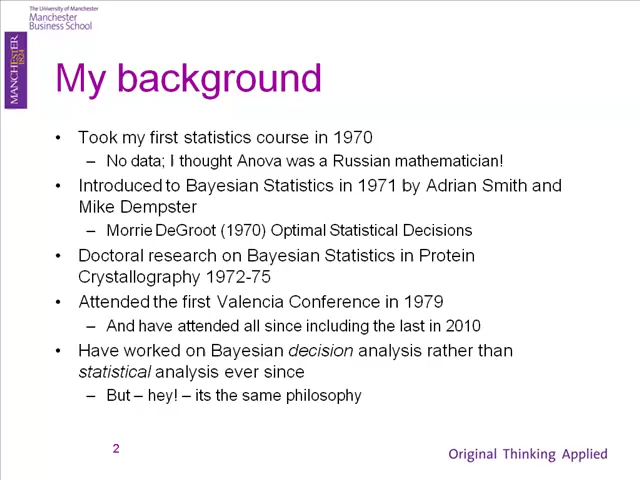 The University of Manchester
Manchester
Business School
MANCHESTER
1824
My background
• Took my first statistics course in 1970
– No data; I thought Anova was a Russian mathematician!
• Introduced to Bayesian Statistics in 1971 by Adrian Smith and
Mike Dempster
– Morrie DeGroot (1970) Optimal Statistical Decisions
• Doctoral research on Bayesian Statistics in Protein
Crystallography 1972-75
• Attended the first Valencia Conference in 1979
– And have attended all since including the last in 2010
• Have worked on Bayesian decision analysis rather than
statistical analysis ever since
– But – hey! – its the same philosophy
2
Original Thinking Applied